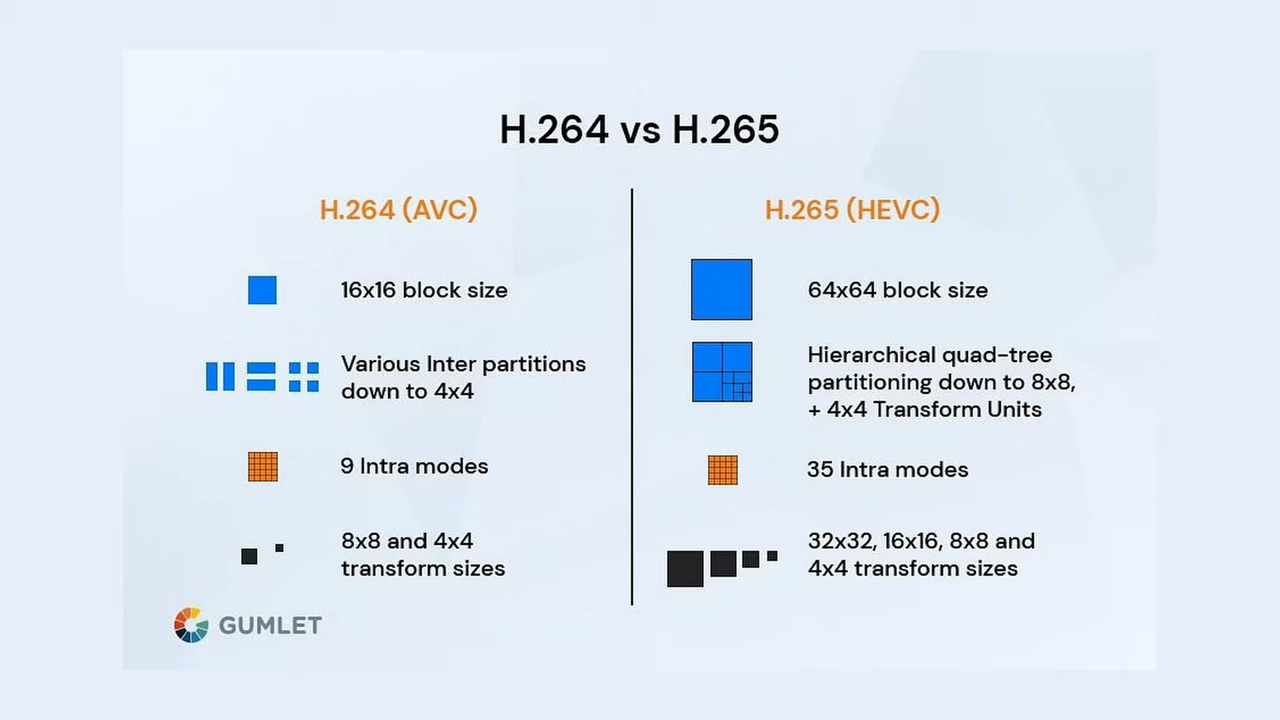 H.264 vs H.265
H.264 (AVC)
16x16 block size
Various Inter partitions
down to 4x4
9 Intra modes
8x8 and 4x4
transform sizes
H.265 (HEVC)
64x64 block size
Hierarchical quad-tree
partitioning down to 8x8,
+ 4x4 Transform Units
35 Intra modes
32x32, 16x16, 8x8 and
4x4 transform sizes
GUMLET